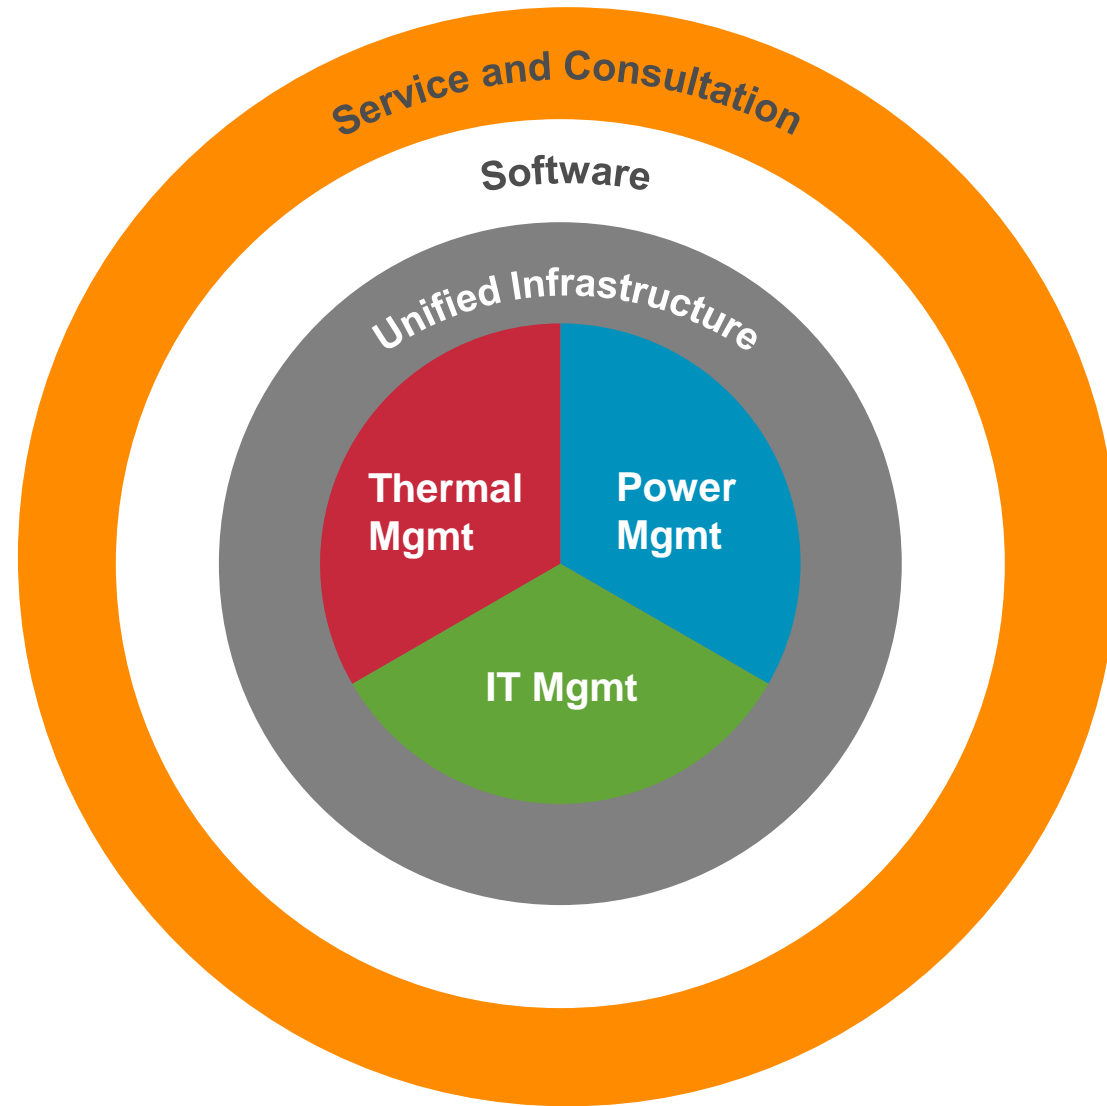 Service and Consultation
Software
Unified Infrastructure
Thermal
Mgmt
Power
Mgmt
IT Mgmt